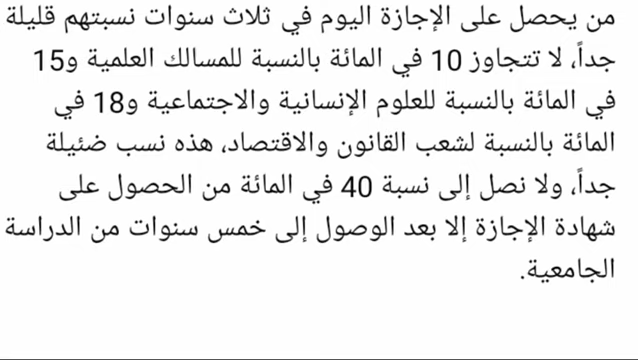 من يحصل على الإجازة اليوم في ثلاث سنوات نسبتهم قليلة
جداً، لا تتجاوز 10 في المائة بالنسبة للمسالك العلمية و15
في المائة بالنسبة للعلوم الإنسانية والاجتماعية و18 في
المائة بالنسبة لشعب القانون والاقتصاد، هذه نسب ضئيلة
جداً، ولا نصل إلى نسبة 40 في المائة من الحصول على
شهادة الإجازة إلا بعد الوصول إلى خمس سنوات من الدراسة
الجامعية.